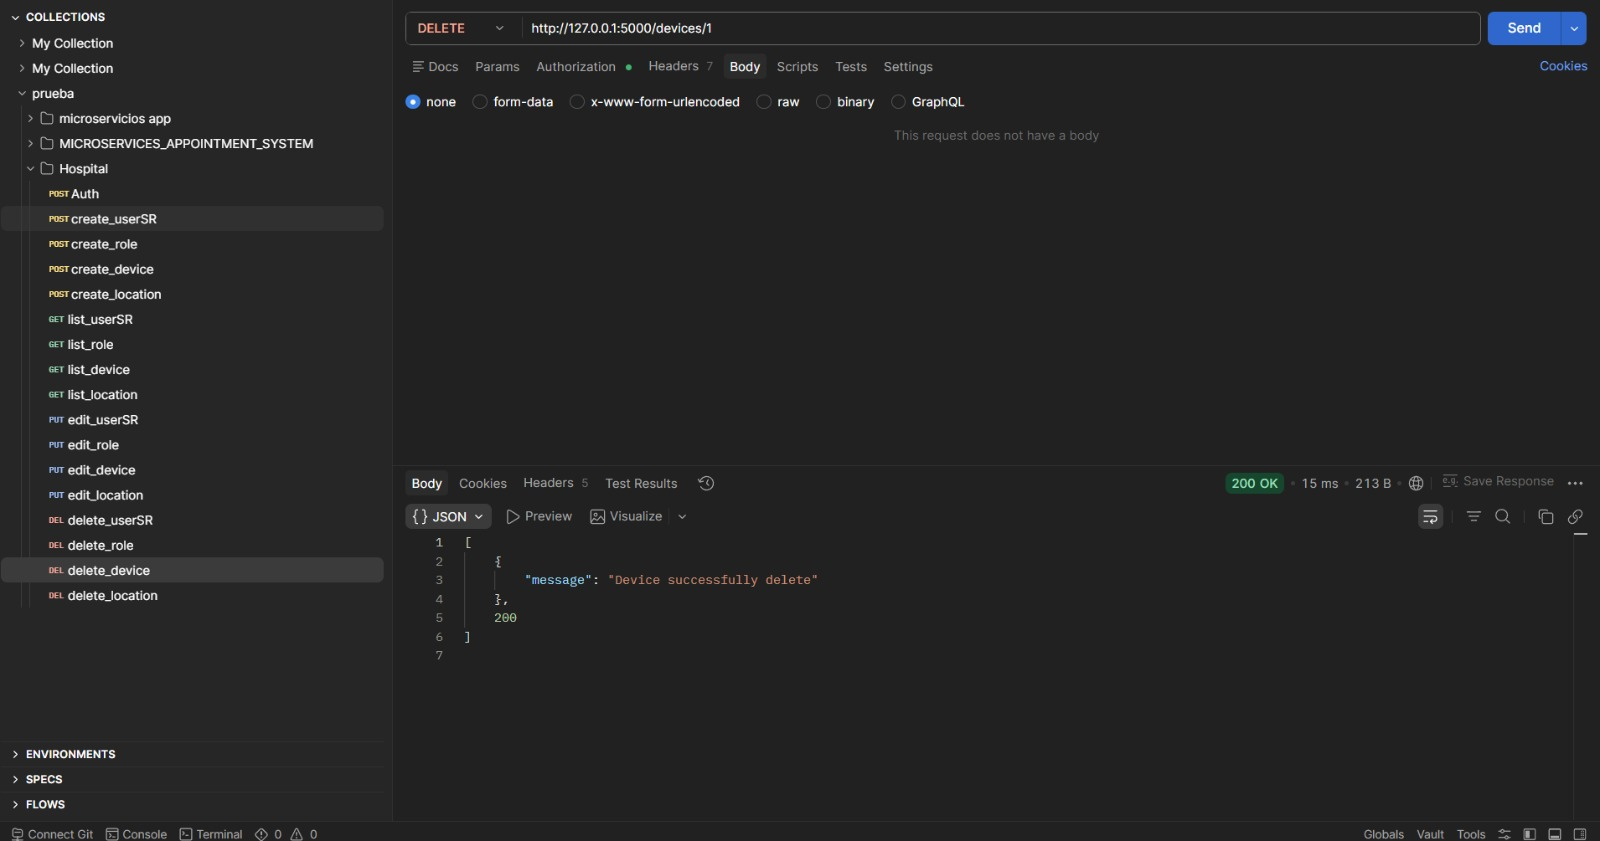 COLLECTIONS
My Collection
My Collection
prueba
microservicios app
MICROSERVICES_APPOINTMENT_SYSTEM
Hospital
POST Auth
POST create_userSR
POST create_role
POST create_device
POST create_location
GET list_userSR
GET list_role
GET list_device
GET list_location
PUT edit_userSR
PUT edit_role
PUT edit_device
PUT edit_location
DEL delete_userSR
DEL delete_role
DEL delete_device
DEL delete_location
ENVIRONMENTS
SPECS
FLOWS
DELETE http://127.0.0.1:5000/devices/1 Send
Docs Params Authorization Headers 7 Body Scripts Tests Settings Cookies
none form-data x-www-form-urlencoded raw binary GraphQL
This request does not have a body
Body Cookies Headers 5 Test Results 200 OK • 15 ms • 213 B e.g. Save Response
{} JSON Preview Visualize
1 [
2 {
3 "message": "Device successfully delete"
4 },
5 200
6 ]
7
Connect Git Console Terminal 0 0 Globals Vault Tools